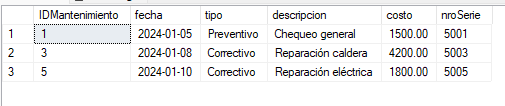 IDMantenimiento fecha tipo descripcion costo nroSerie
1 1 2024-01-05 Preventivo Chequeo general 1500.00 5001
2 3 2024-01-08 Correctivo Reparación caldera 4200.00 5003
3 5 2024-01-10 Correctivo Reparación eléctrica 1800.00 5005